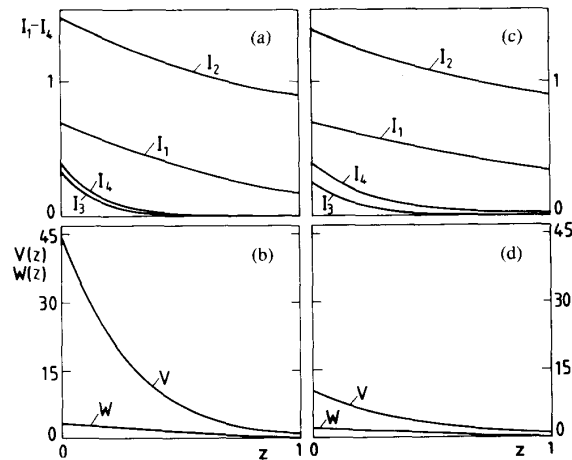 I₁-I₄ (a) (c)
I₂ I₂
1 1
I₁ I₁
I₄ I₄
I₃ I₃
0 0
45 (b) (d) 45
V(z)
W(z)
30 30
15 V V 15
W W
0 0
0 z 1 0 z 1